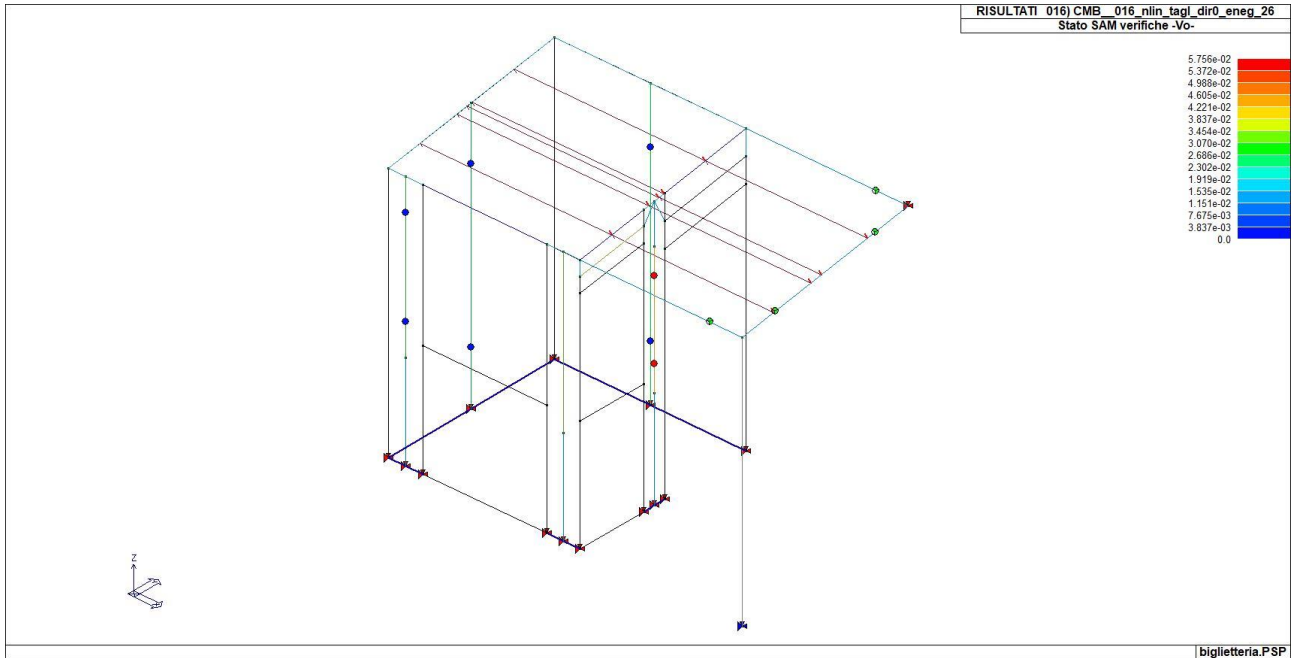 RISULTATI 016) CMB__016_nlin_tagl_dir0_eneg_26
Stato SAM verifiche -Vo-
5.756e-02
5.372e-02
4.988e-02
4.605e-02
4.221e-02
3.837e-02
3.454e-02
3.070e-02
2.686e-02
2.302e-02
1.919e-02
1.535e-02
1.151e-02
7.675e-03
3.837e-03
0.0
Z
biglietteria.PSP